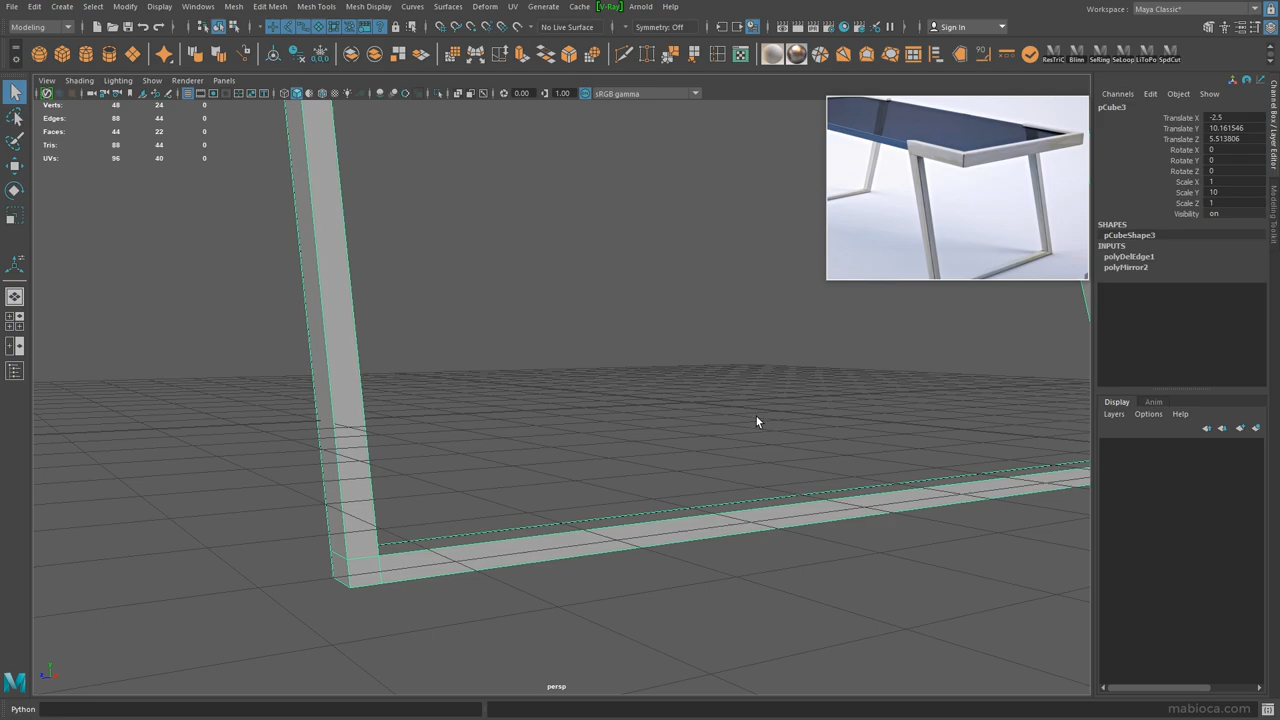 File Edit Create Select Modify Display Windows Mesh Edit Mesh Mesh Tools Mesh Display Curves Surfaces Deform UV Generate Cache [V-Ray] Arnold Help
Workspace : Maya Classic*
Modeling No Live Surface Symmetry: Off Sign In
ResTriC Blinn SeRing SeLoop LiToPo SpdCut
View Shading Lighting Show Renderer Panels
0.00 1.00 sRGB gamma
Verts: 48 24 0
Edges: 88 44 0
Faces: 44 22 0
Tris: 88 44 0
UVs: 96 40 0
Channels Edit Object Show
pCube3
Translate X -2.5
Translate Y 10.161546
Translate Z 5.513806
Rotate X 0
Rotate Y 0
Rotate Z 0
Scale X 1
Scale Y 10
Scale Z 1
Visibility on
SHAPES
pCubeShape3
INPUTS
polyDelEdge1
polyMirror2
Display Anim
Layers Options Help
Channel Box / Layer Editor
Modeling Toolkit
persp
Python
mabioca.com